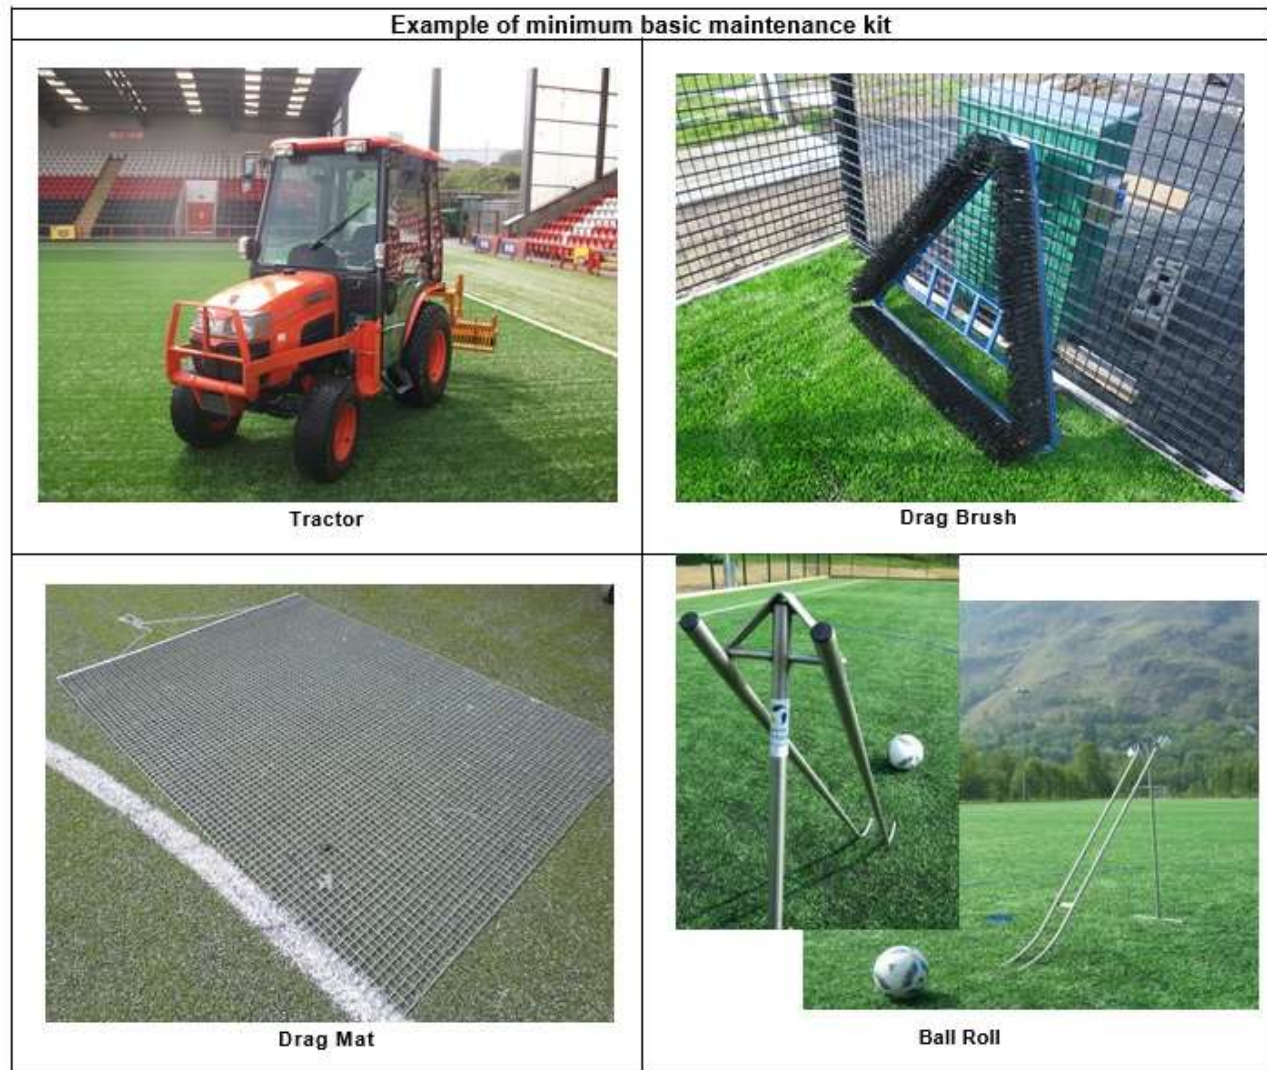 Example of minimum basic maintenance kit
Tractor
Drag Brush
Drag Mat
Ball Roll